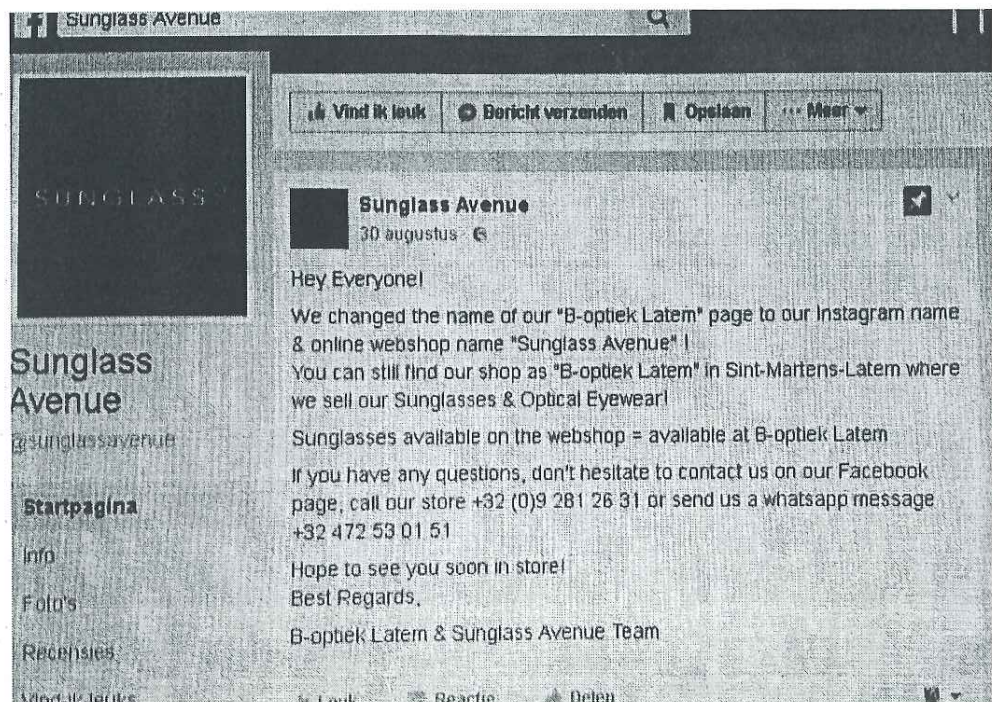 Sunglass Avenue
Vind ik leuk
Bericht verzenden
Opslaan
Meer
SUNGLASS
Sunglass Avenue
30 augustus
Hey Everyone!
We changed the name of our "B-optiek Latem" page to our Instagram name
& online webshop name "Sunglass Avenue" !
You can still find our shop as "B-optiek Latem" in Sint-Martens-Latem where
we sell our Sunglasses & Optical Eyewear!
Sunglasses available on the webshop = available at B-optiek Latem
If you have any questions, don't hesitate to contact us on our Facebook
page, call our store +32 (0)9 281 26 31 or send us a whatsapp message
+32 472 53 01 51
Hope to see you soon in store!
Best Regards,
B-optiek Latem & Sunglass Avenue Team
Sunglass
Avenue
@sunglassavenue
Startpagina
Info
Foto's
Recensies
Vind ik leuks
Leuk
Reactie
Delen